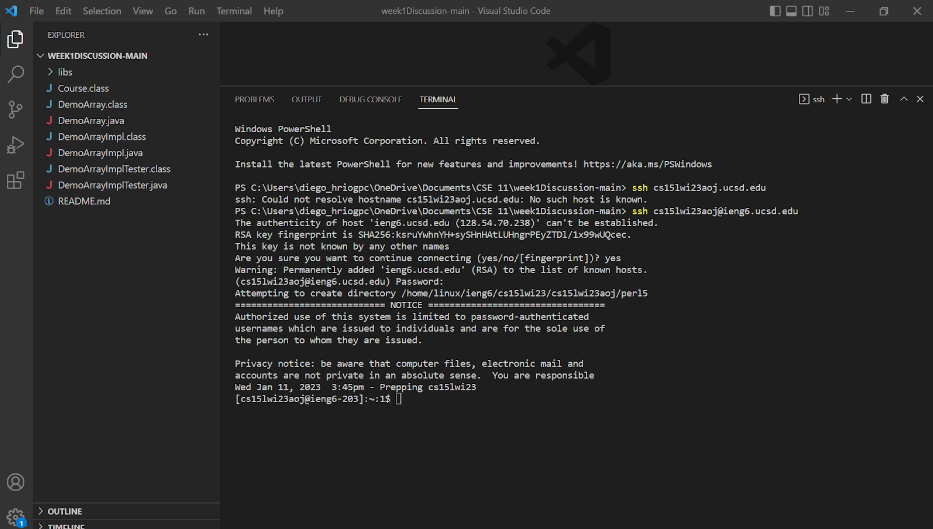 File Edit Selection View Go Run Terminal Help
week1Discussion-main - Visual Studio Code
EXPLORER
WEEK1DISCUSSION-MAIN
libs
Course.class
DemoArray.class
DemoArray.java
DemoArrayImpl.class
DemoArrayImpl.java
DemoArrayImplTester.class
DemoArrayImplTester.java
README.md
OUTLINE
TIMELINE
1
PROBLEMS OUTPUT DEBUG CONSOLE TERMINAL
ssh
Windows PowerShell
Copyright (C) Microsoft Corporation. All rights reserved.
Install the latest PowerShell for new features and improvements! https://aka.ms/PSWindows
PS C:\Users\diego_hriogpc\OneDrive\Documents\CSE 11\week1Discussion-main> ssh cs15lwi23aoj.ucsd.edu
ssh: Could not resolve hostname cs15lwi23aoj.ucsd.edu: No such host is known.
PS C:\Users\diego_hriogpc\OneDrive\Documents\CSE 11\week1Discussion-main> ssh cs15lwi23aoj@ieng6.ucsd.edu
The authenticity of host 'ieng6.ucsd.edu (128.54.70.238)' can't be established.
RSA key fingerprint is SHA256:ksruYwhnYH+sySHnHAtLUHngrPEyZTDl/1x99wUQcec.
This key is not known by any other names
Are you sure you want to continue connecting (yes/no/[fingerprint])? yes
Warning: Permanently added 'ieng6.ucsd.edu' (RSA) to the list of known hosts.
(cs15lwi23aoj@ieng6.ucsd.edu) Password:
Attempting to create directory /home/linux/ieng6/cs15lwi23/cs15lwi23aoj/perl5
============================ NOTICE =================================
Authorized use of this system is limited to password-authenticated
usernames which are issued to individuals and are for the sole use of
the person to whom they are issued.
Privacy notice: be aware that computer files, electronic mail and
accounts are not private in an absolute sense.  You are responsible
Wed Jan 11, 2023  3:45pm - Prepping cs15lwi23
[cs15lwi23aoj@ieng6-203]:~:1$